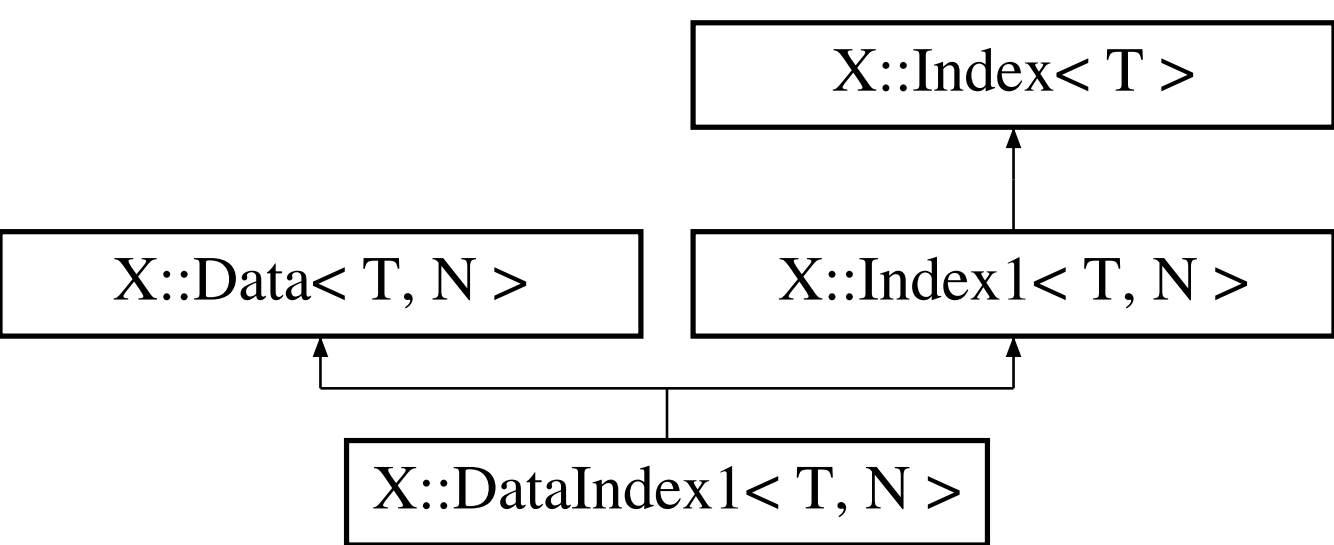 X::Index< T >
X::Data< T, N >
X::Index1< T, N >
X::DataIndex1< T, N >